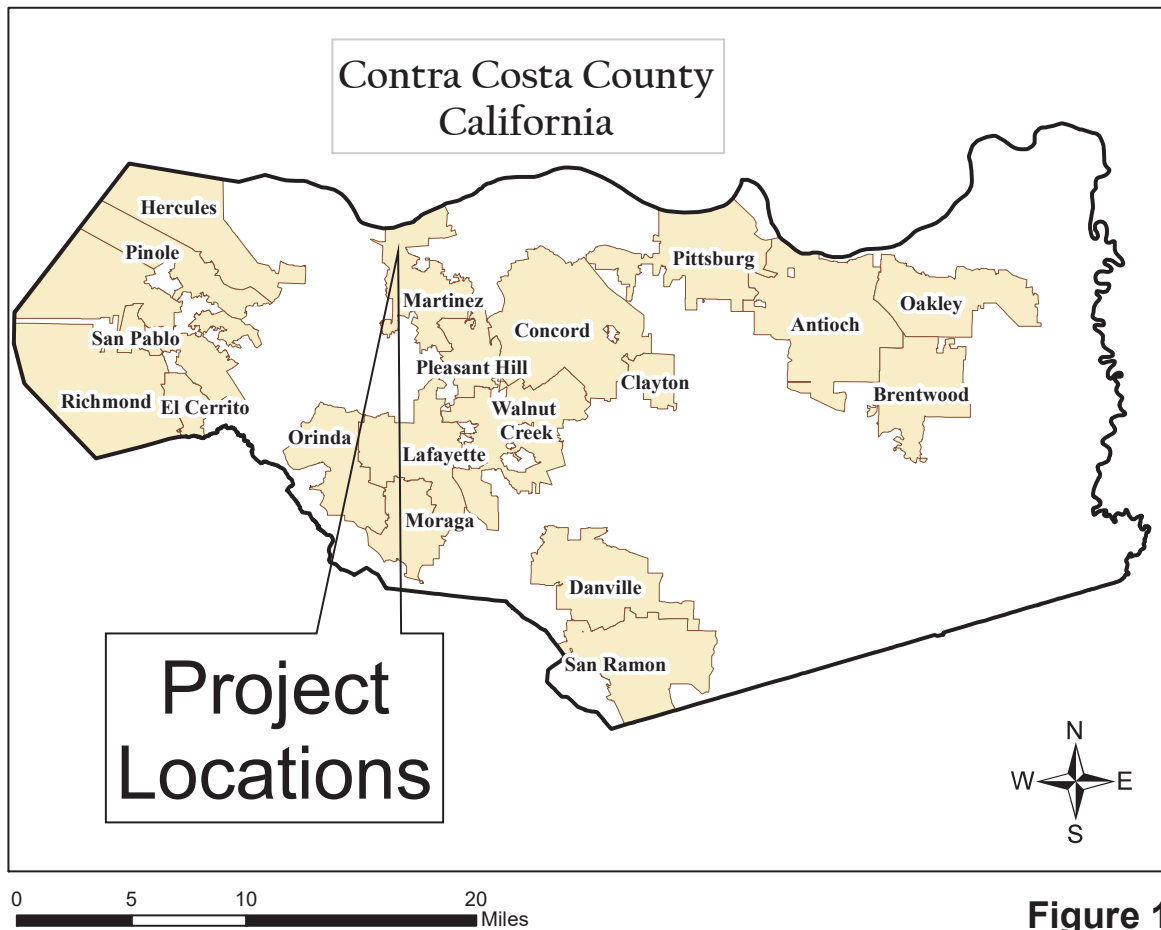 Contra Costa County
California
Hercules
Pinole
San Pablo
Richmond
El Cerrito
Martinez
Concord
Pleasant Hill
Clayton
Walnut
Creek
Orinda
Lafayette
Moraga
Pittsburg
Antioch
Oakley
Brentwood
Danville
San Ramon
Project
Locations
N
W
E
S
0
5
10
20
Miles
Figure 1